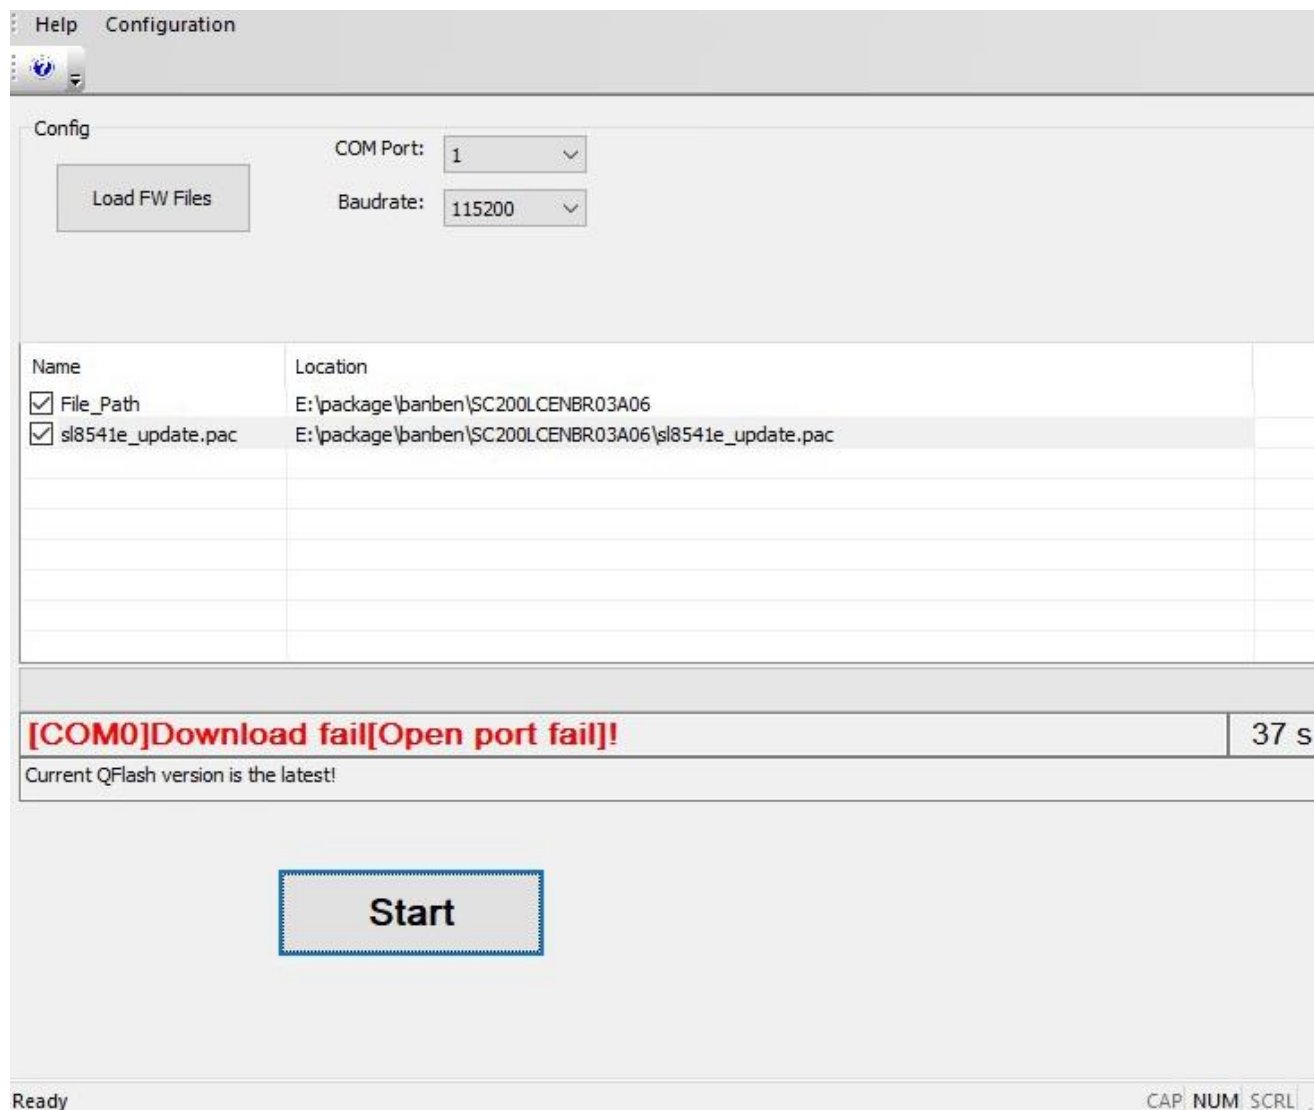 Help Configuration
Config
COM Port: 1
Load FW Files
Baudrate: 115200
Name Location
File_Path E:\package\banben\SC200LCENBR03A06
sl8541e_update.pac E:\package\banben\SC200LCENBR03A06\sl8541e_update.pac
[COM0]Download fail[Open port fail]! 37 s
Current QFlash version is the latest!
Start
Ready CAP NUM SCRL